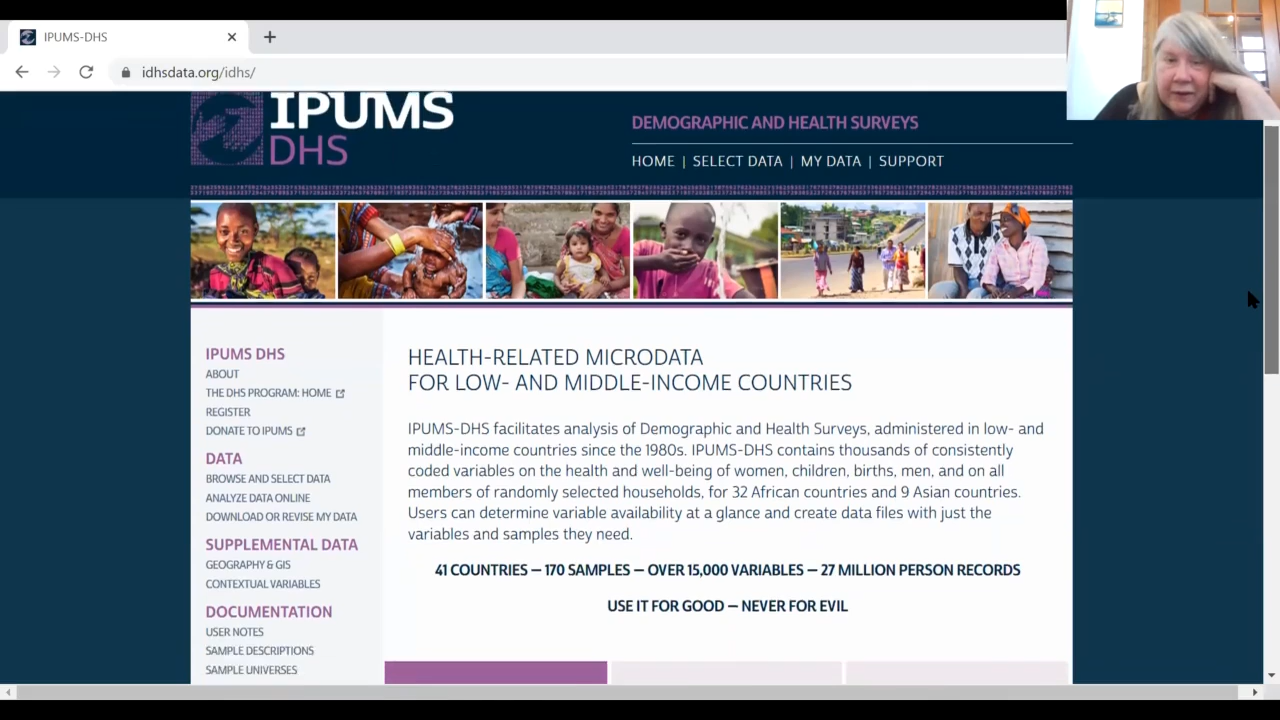 IPUMS-DHS
idhsdata.org/idhs/
IPUMS
DHS
DEMOGRAPHIC AND HEALTH SURVEYS
HOME | SELECT DATA | MY DATA | SUPPORT
IPUMS DHS
ABOUT
THE DHS PROGRAM: HOME
REGISTER
DONATE TO IPUMS
DATA
BROWSE AND SELECT DATA
ANALYZE DATA ONLINE
DOWNLOAD OR REVISE MY DATA
SUPPLEMENTAL DATA
GEOGRAPHY & GIS
CONTEXTUAL VARIABLES
DOCUMENTATION
USER NOTES
SAMPLE DESCRIPTIONS
SAMPLE UNIVERSES
HEALTH-RELATED MICRODATA
FOR LOW- AND MIDDLE-INCOME COUNTRIES
IPUMS-DHS facilitates analysis of Demographic and Health Surveys, administered in low- and
middle-income countries since the 1980s. IPUMS-DHS contains thousands of consistently
coded variables on the health and well-being of women, children, births, men, and on all
members of randomly selected households, for 32 African countries and 9 Asian countries.
Users can determine variable availability at a glance and create data files with just the
variables and samples they need.
41 COUNTRIES — 170 SAMPLES — OVER 15,000 VARIABLES — 27 MILLION PERSON RECORDS
USE IT FOR GOOD — NEVER FOR EVIL